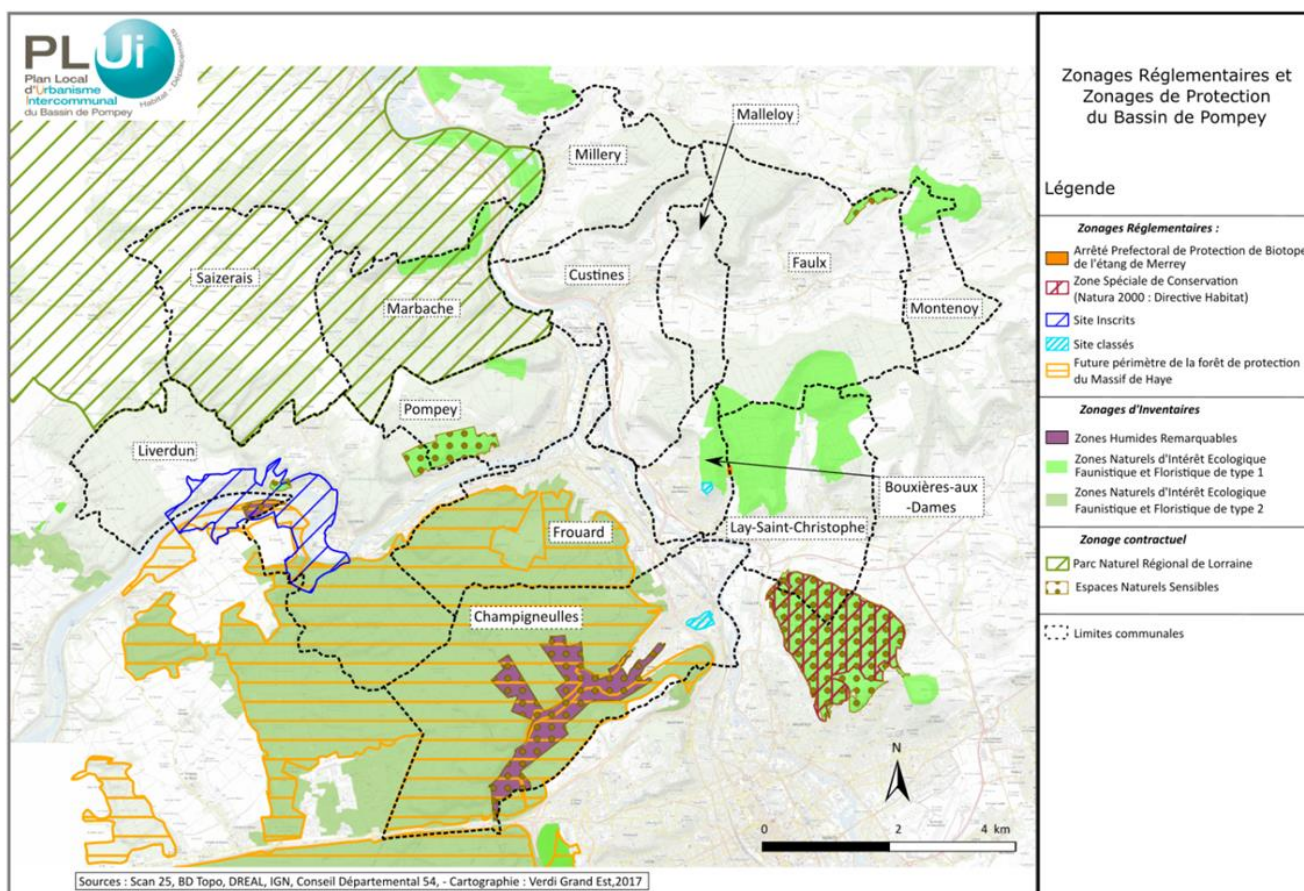 PLUi
Plan Local
d'Urbanisme
Intercommunal
du Bassin de Pompey
Habitat - Déplacements
Malleloy
Millery
Saizerais
Custines
Faulx
Marbache
Montenoy
Pompey
Liverdun
Bouxières-aux
-Dames
Lay-Saint-Christophe
Frouard
Champigneulles
N
0 2 4 km
Sources : Scan 25, BD Topo, DREAL, IGN, Conseil Départemental 54, - Cartographie : Verdi Grand Est,2017
Zonages Réglementaires et
Zonages de Protection
du Bassin de Pompey
Légende
Zonages Réglementaires :
Arrêté Prefectoral de Protection de Biotope
de l'étang de Merrey
Zone Spéciale de Conservation
(Natura 2000 : Directive Habitat)
Site Inscrits
Site classés
Future périmètre de la forêt de protection
du Massif de Haye
Zonages d'Inventaires
Zones Humides Remarquables
Zones Naturels d'Intérêt Ecologique
Faunistique et Floristique de type 1
Zones Naturels d'Intérêt Ecologique
Faunistique et Floristique de type 2
Zonage contractuel
Parc Naturel Régional de Lorraine
Espaces Naturels Sensibles
Limites communales